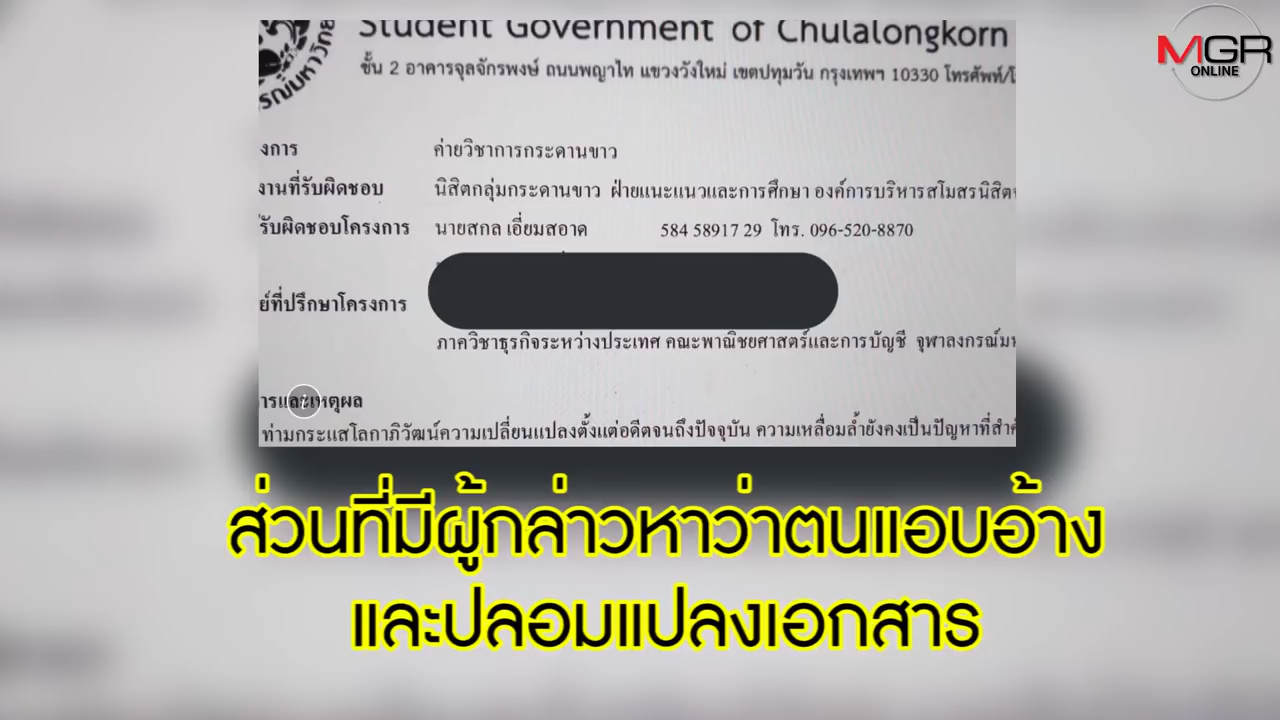 Student Government of Chulalongkorn
MGR
ONLINE
ชั้น 2 อาคารจุลจักรพงษ์ ถนนพญาไท แขวงวังใหม่ เขตปทุมวัน กรุงเทพฯ 10330 โทรศัพท์/โ
รณ์มหาวิทย
งการ ค่ายวิชาการกระดานขาว
งานที่รับผิดชอบ นิสิตกลุ่มกระดานขาว ฝ่ายแนะแนวและการศึกษา องค์การบริหารสโมสรนิสิต
รับผิดชอบโครงการ นายสกล เอี่ยมสอาด 584 58917 29 โทร. 096-520-8870
ย์ที่ปรึกษาโครงการ
ภาควิชาธุรกิจระหว่างประเทศ คณะพาณิชยศาสตร์และการบัญชี จุฬาลงกรณ์มห
ารและเหตุผล
ท่ามกระแสโลกาภิวัฒน์ความเปลี่ยนแปลงตั้งแต่อดีตจนถึงปัจจุบัน ความเหลื่อมล้ำยังคงเป็นปัญหาที่สำคั
ส่วนที่มีผู้กล่าวหาว่าตนแอบอ้าง
และปลอมแปลงเอกสาร